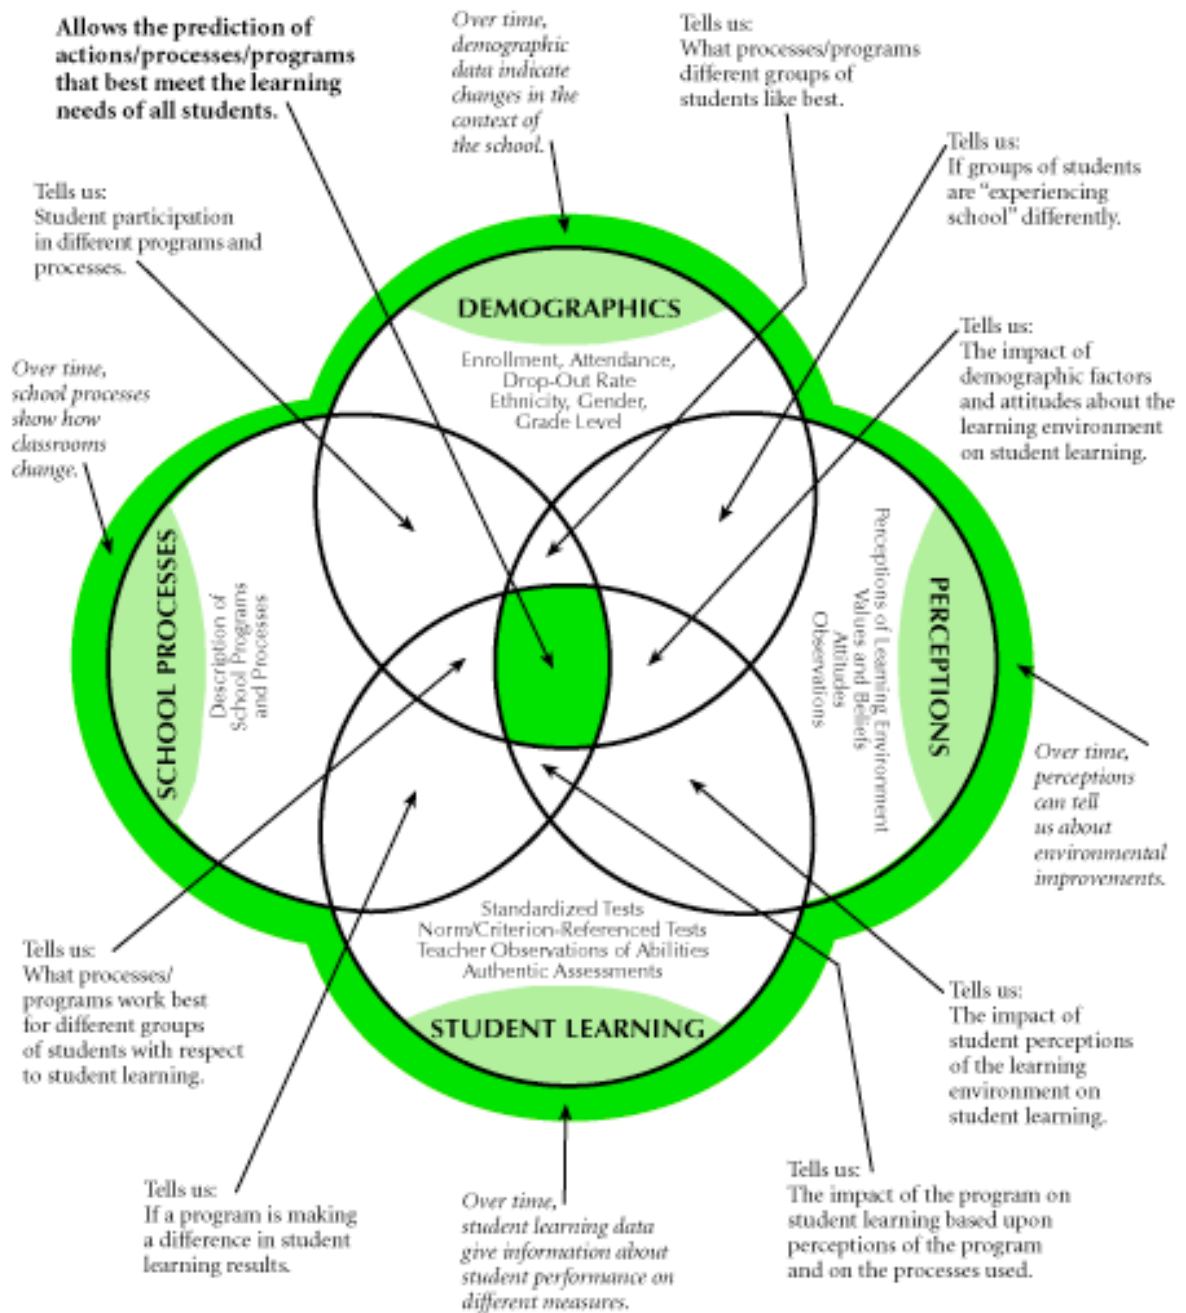 Allows the prediction of
actions/processes/programs
that best meet the learning
needs of all students.
Over time,
demographic
data indicate
changes in the
context of
the school.
Tells us:
What processes/programs
different groups of
students like best.
Tells us:
If groups of students
are “experiencing
school” differently.
Tells us:
Student participation
in different programs and
processes.
DEMOGRAPHICS
Enrollment, Attendance,
Drop-Out Rate
Ethnicity, Gender,
Grade Level
Tells us:
The impact of
demographic factors
and attitudes about the
learning environment
on student learning.
Over time,
school processes
show how
classrooms
change.
SCHOOL PROCESSES
Description of
School Programs
and Processes
PERCEPTIONS
Perceptions of Learning Environment
Values and Beliefs
Attitudes
Observations
Over time,
perceptions
can tell
us about
environmental
improvements.
Standardized Tests
Norm/Criterion-Referenced Tests
Teacher Observations of Abilities
Authentic Assessments
STUDENT LEARNING
Tells us:
What processes/
programs work best
for different groups
of students with respect
to student learning.
Tells us:
The impact of
student perceptions
of the learning
environment on
student learning.
Tells us:
If a program is making
a difference in student
learning results.
Over time,
student learning data
give information about
student performance on
different measures.
Tells us:
The impact of the program on
student learning based upon
perceptions of the program
and on the processes used.